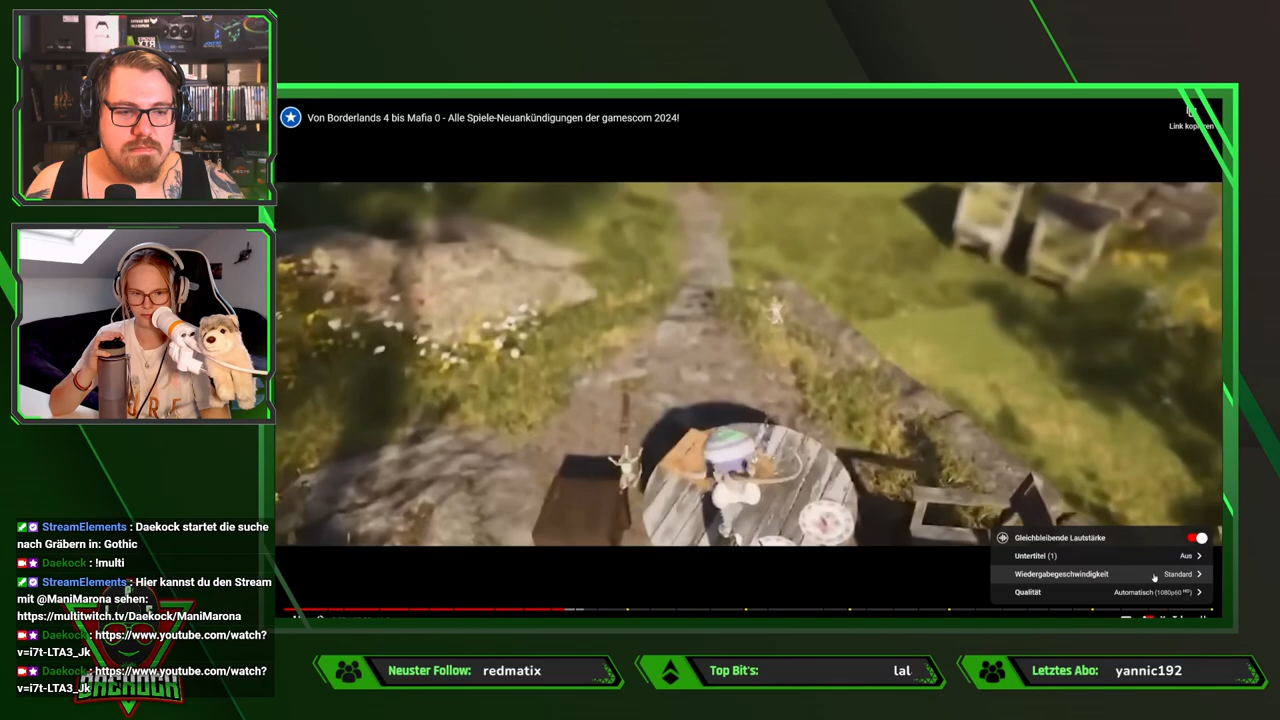 Von Borderlands 4 bis Mafia 0 - Alle Spiele-Neuankündigungen der gamescom 2024!
Link kopieren
Gleichbleibende Lautstärke
Untertitel (1) Aus
Wiedergabegeschwindigkeit Standard
Qualität Automatisch (1080p60 HD)
StreamElements : Daekock startet die suche
nach Gräbern in: Gothic
Daekock : !multi
StreamElements : Hier kannst du den Stream
mit @ManiMarona sehen:
https://multitwitch.tv/Daekock/ManiMarona
Daekock : https://www.youtube.com/watch?
v=i7t-LTA3_Jk
Daekock : https://www.youtube.com/watch?
v=i7t-LTA3_Jk
DAEKOCK
Neuster Follow: redmatix
Top Bit's: lal
Letztes Abo: yannic192